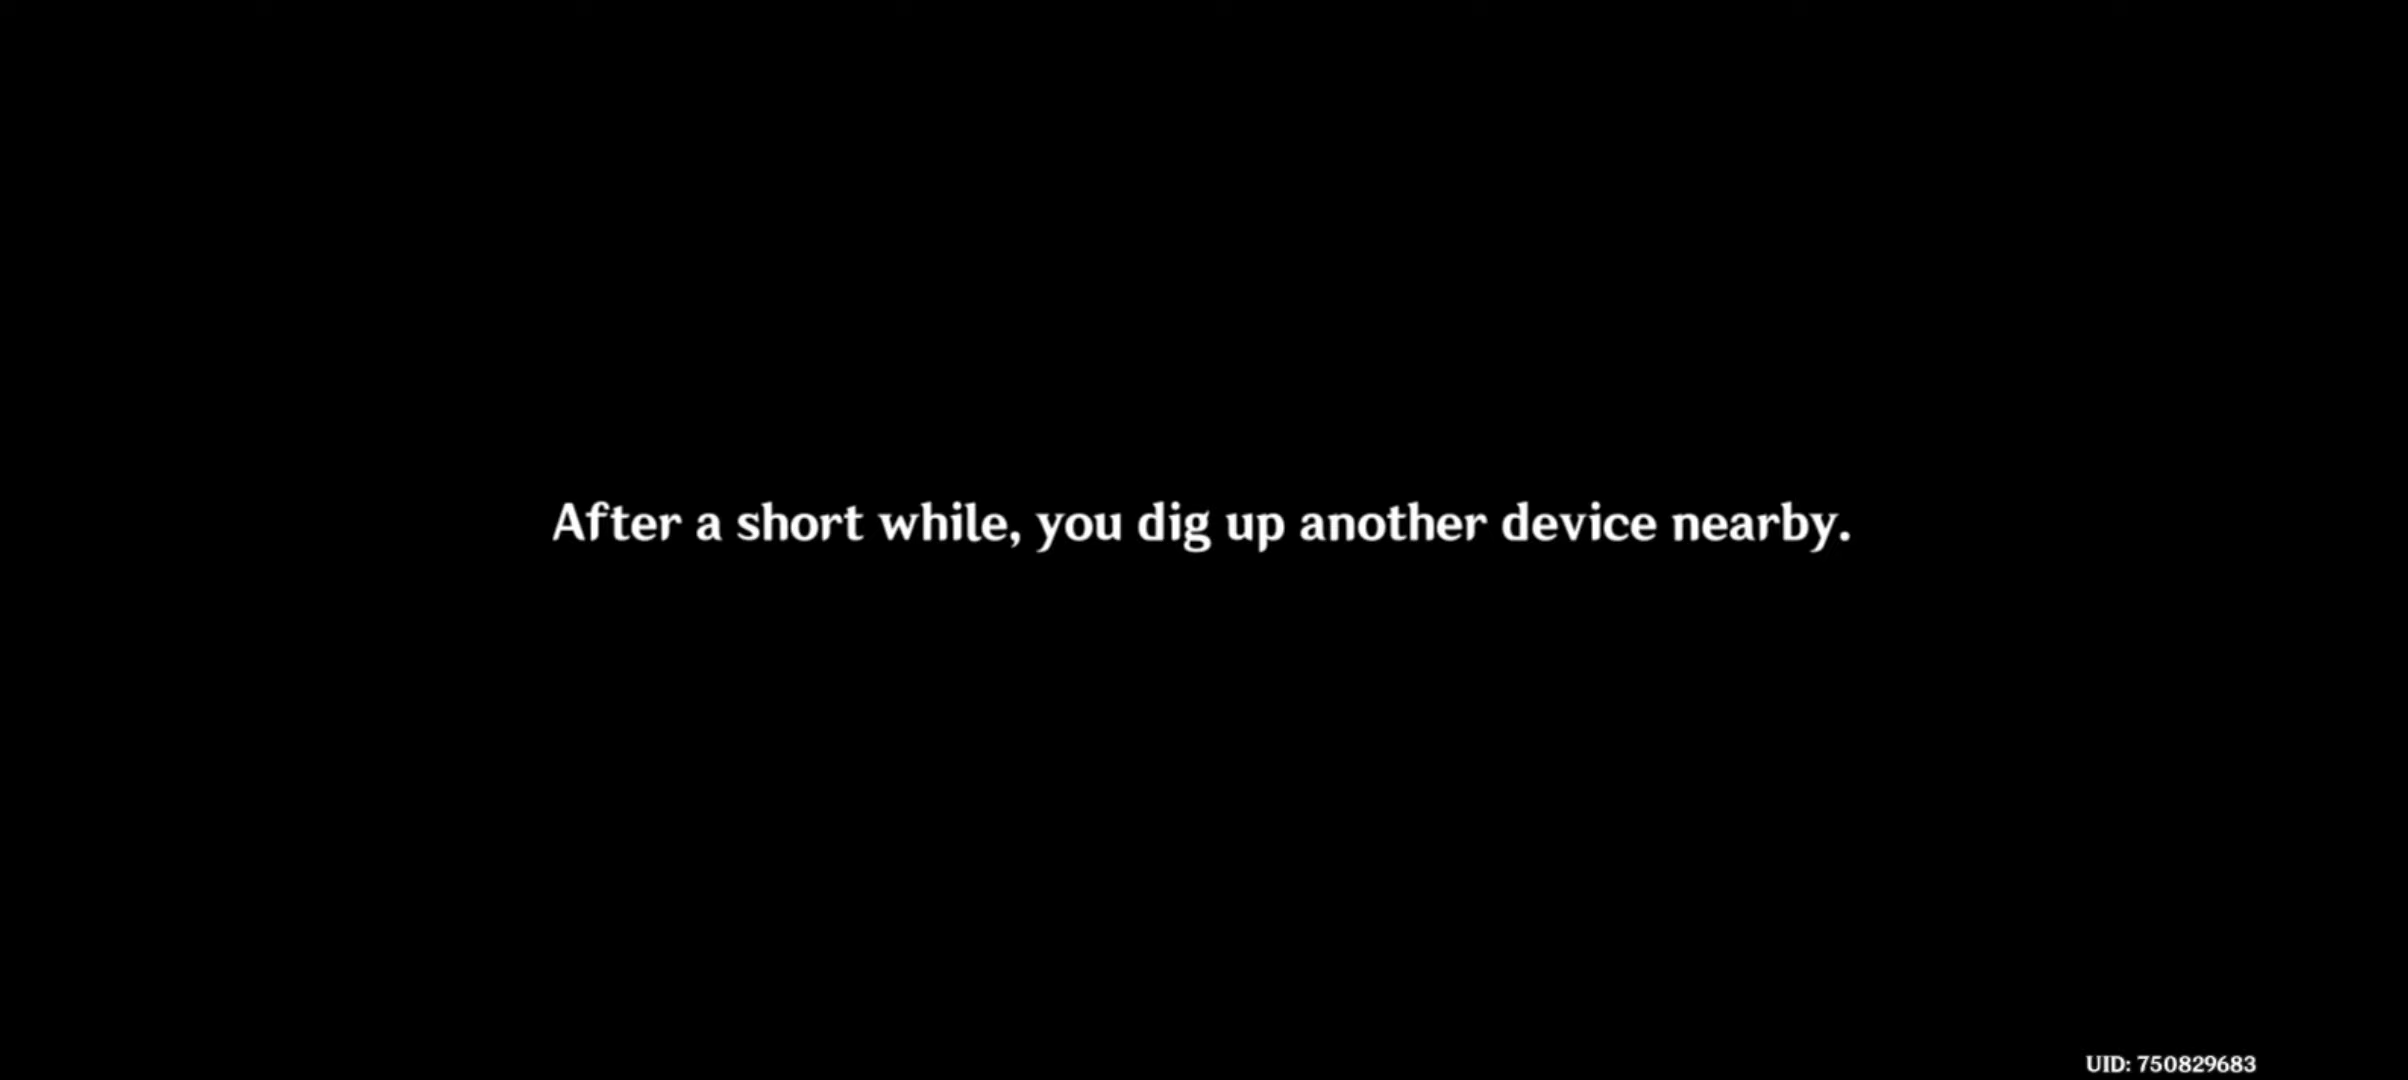 After a short while, you dig up another device nearby.
UID: 750829683